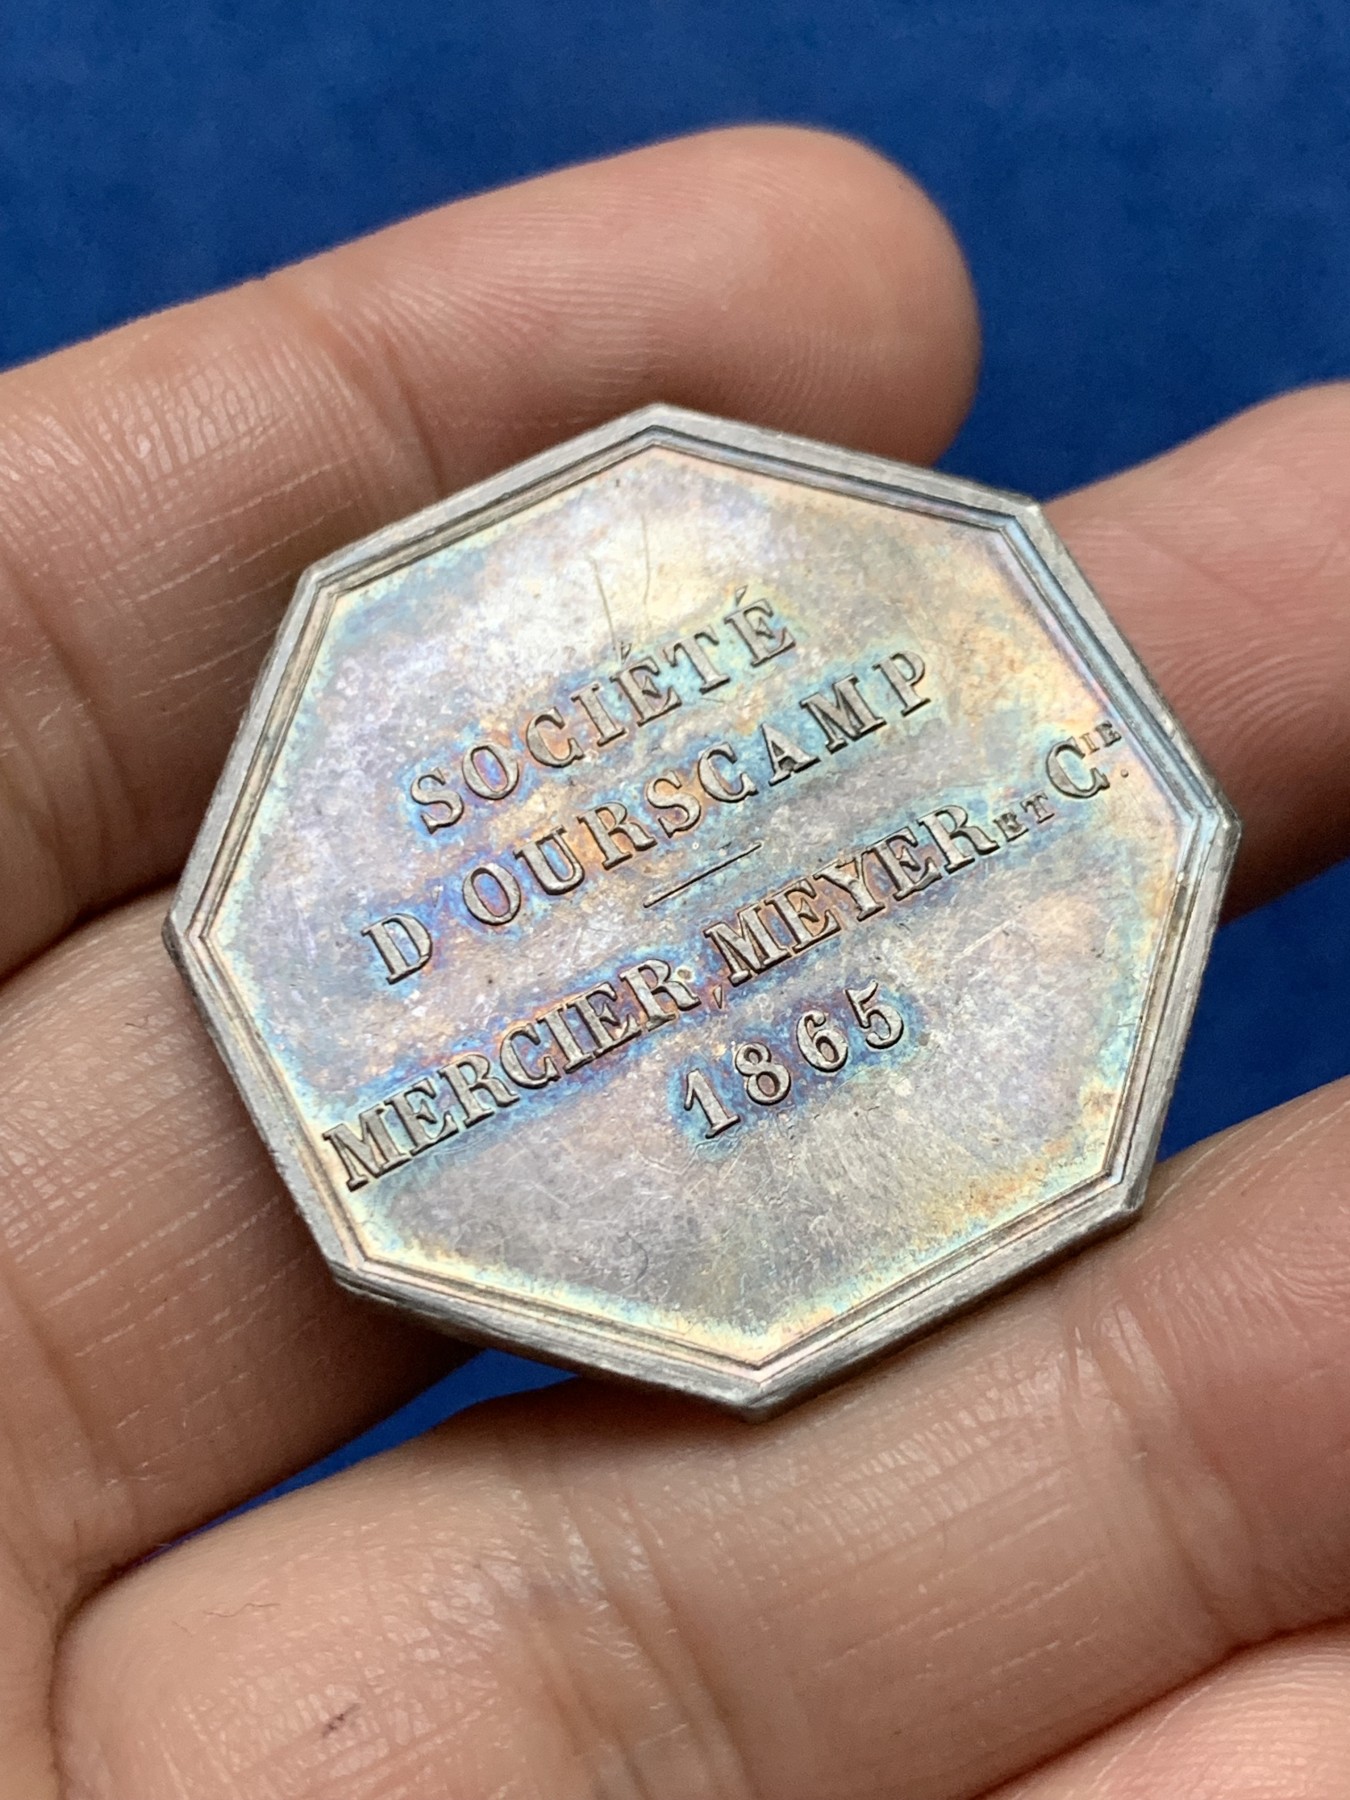 SOCIÉTÉ
D'OURSCAMP
MERCIER, MEYER ET CIE.
1865